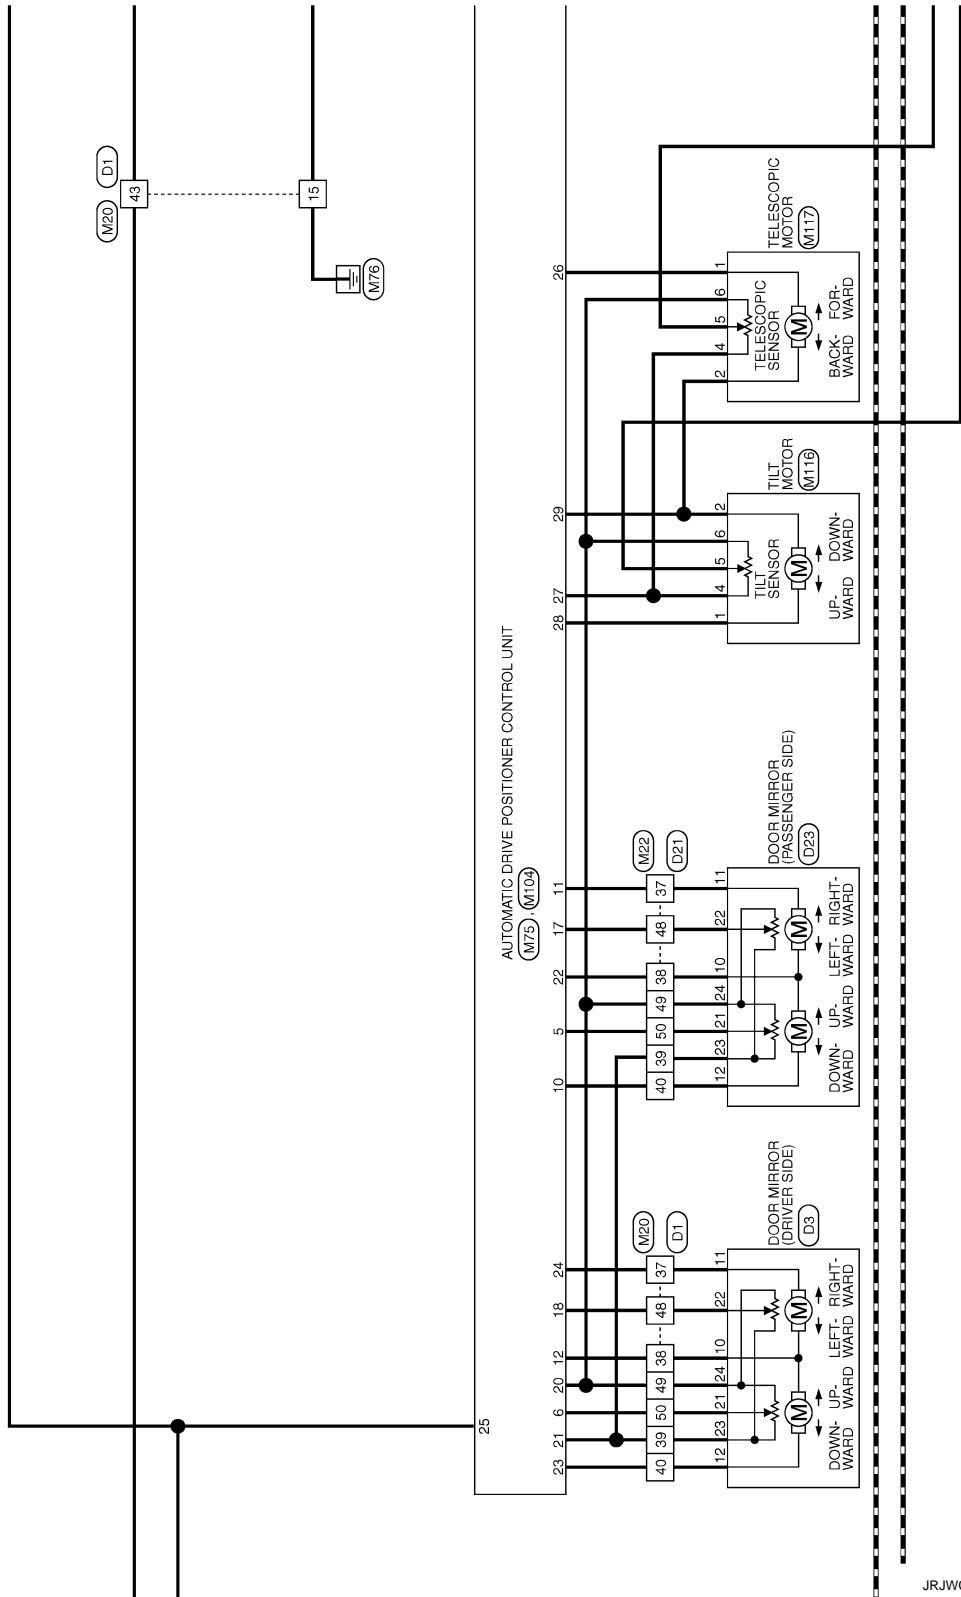 M20 D1
43
15
M76
25
AUTOMATIC DRIVE POSITIONER CONTROL UNIT
M75 , M104
23 21 6 20 12 18 24 10 5 22 17 11 28 27 29 26
M20
40 39 50 49 38 48 37
D1
M22
40 39 50 49 38 48 37
D21
12 23 21 24 10 22 11
DOOR MIRROR
(DRIVER SIDE)
D3
M M
DOWN-
WARD
UP-
WARD
LEFT-
WARD
RIGHT-
WARD
12 23 21 24 10 22 11
DOOR MIRROR
(PASSENGER SIDE)
D23
M M
DOWN-
WARD
UP-
WARD
LEFT-
WARD
RIGHT-
WARD
1 4 5 6 2
TILT
SENSOR
TILT
MOTOR
M116
M
UP-
WARD
DOWN-
WARD
2 4 5 6 1
TELESCOPIC
SENSOR
TELESCOPIC
MOTOR
M117
M
BACK-
WARD
FOR-
WARD